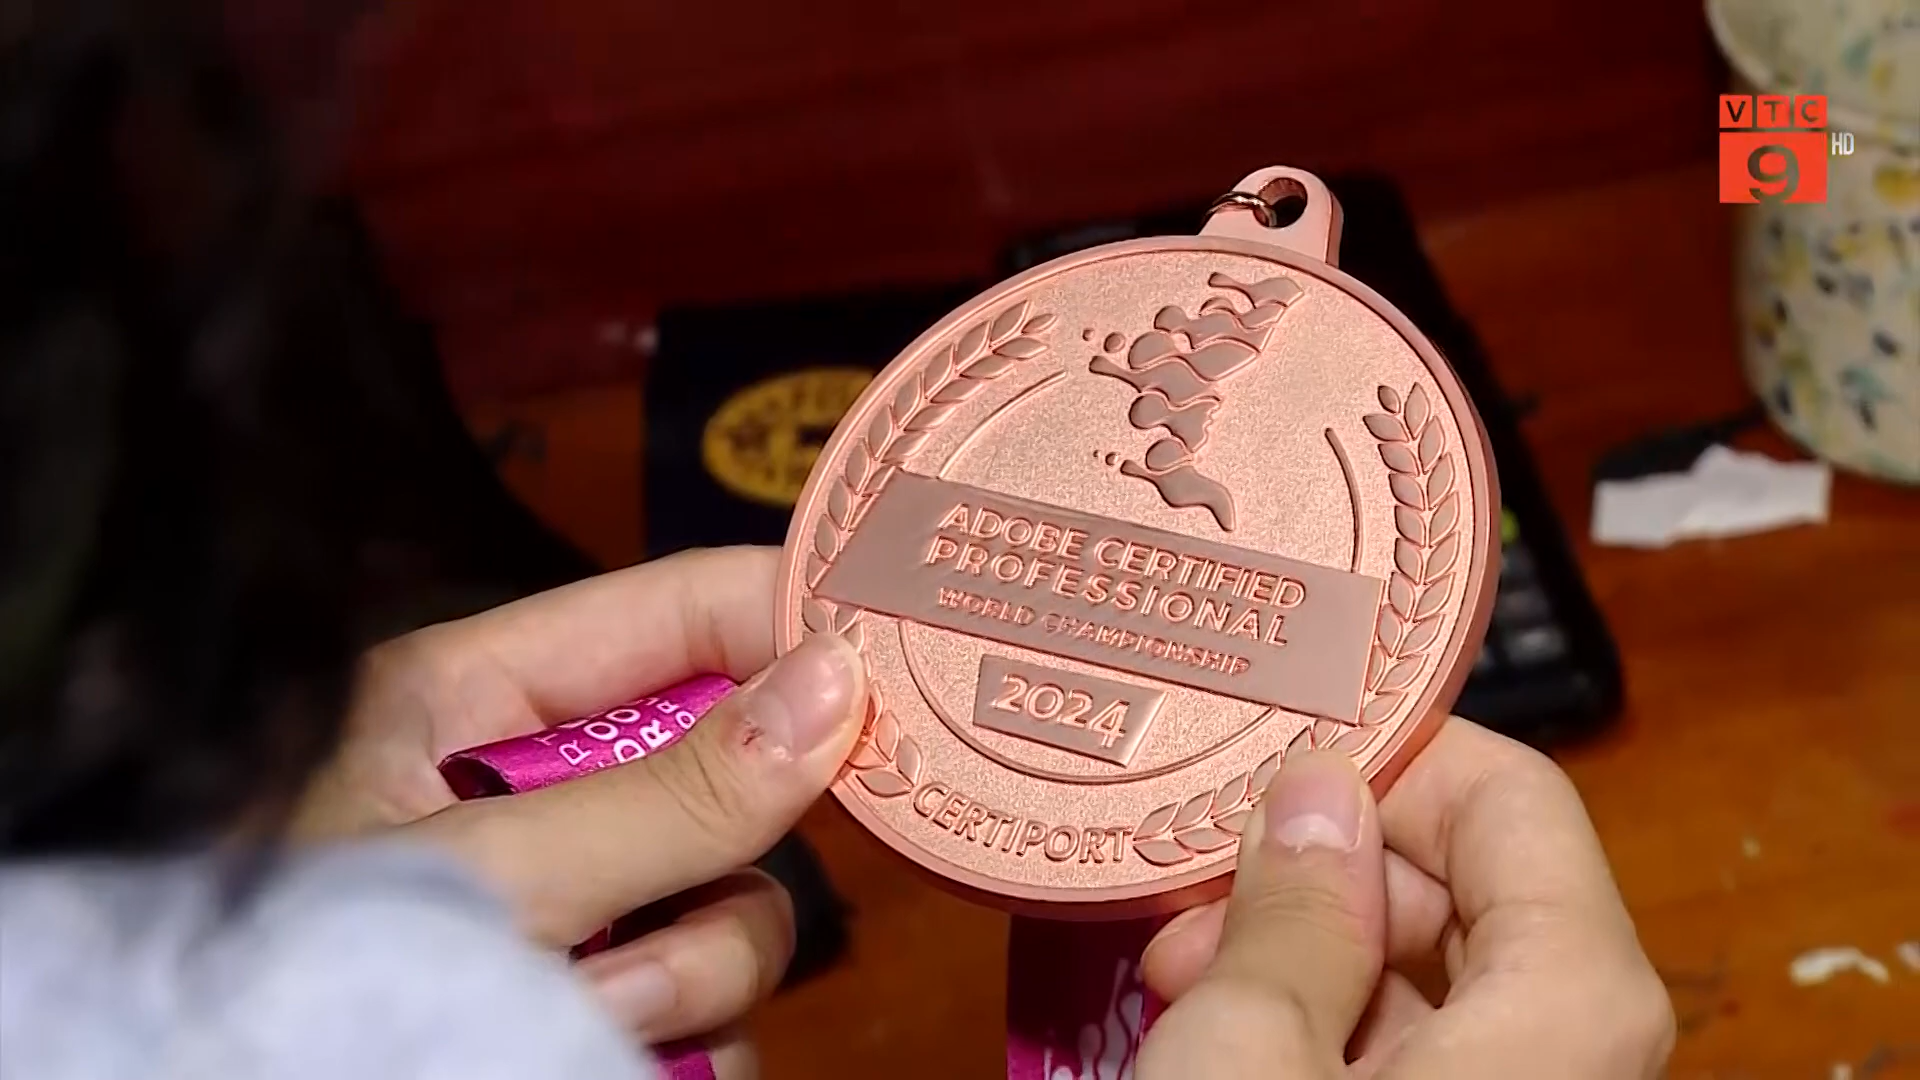 VTC
9
HD
ADOBE CERTIFIED
PROFESSIONAL
WORLD CHAMPIONSHIP
2024
CERTIPORT